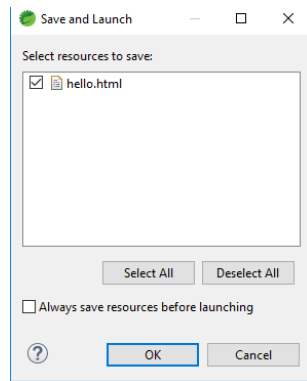 Save and Launch
Select resources to save:
hello.html
Select All Deselect All
Always save resources before launching
? OK Cancel